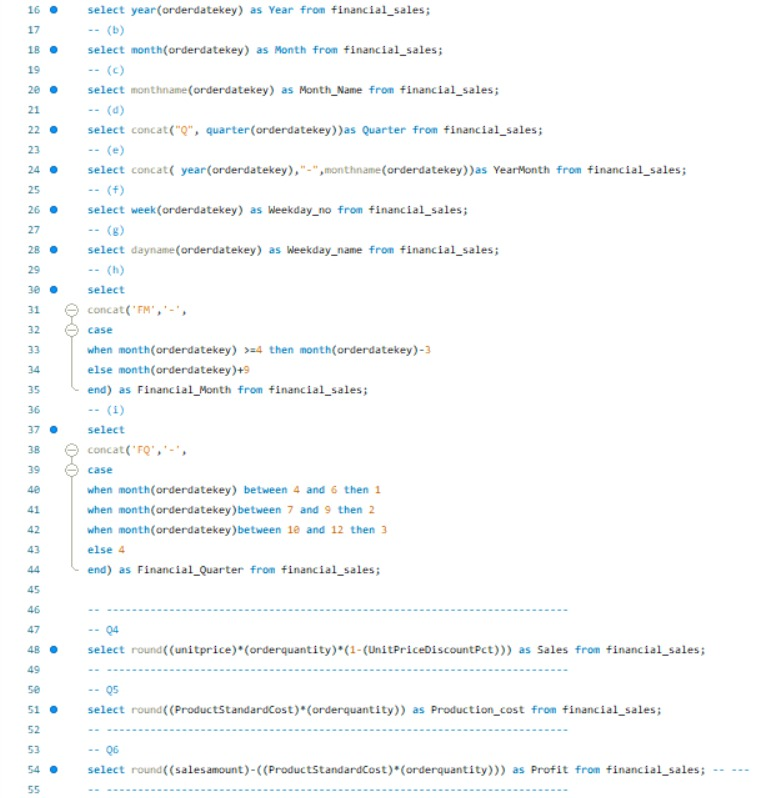 16 select year(orderdatekey) as Year from financial_sales;
17 -- (b)
18 select month(orderdatekey) as Month from financial_sales;
19 -- (c)
20 select monthname(orderdatekey) as Month_Name from financial_sales;
21 -- (d)
22 select concat("Q", quarter(orderdatekey))as Quarter from financial_sales;
23 -- (e)
24 select concat( year(orderdatekey),"-",monthname(orderdatekey))as YearMonth from financial_sales;
25 -- (f)
26 select week(orderdatekey) as Weekday_no from financial_sales;
27 -- (g)
28 select dayname(orderdatekey) as Weekday_name from financial_sales;
29 -- (h)
30 select
31 concat('FM','-',
32 case
33 when month(orderdatekey) >=4 then month(orderdatekey)-3
34 else month(orderdatekey)+9
35 end) as Financial_Month from financial_sales;
36 -- (i)
37 select
38 concat('FQ','-',
39 case
40 when month(orderdatekey) between 4 and 6 then 1
41 when month(orderdatekey)between 7 and 9 then 2
42 when month(orderdatekey)between 10 and 12 then 3
43 else 4
44 end) as Financial_Quarter from financial_sales;
45
46 -- --------------------------------------------------------------------------
47 -- Q4
48 select round((unitprice)*(orderquantity)*(1-(UnitPriceDiscountPct))) as Sales from financial_sales;
49 -- --------------------------------------------------------------------------
50 -- Q5
51 select round((ProductStandardCost)*(orderquantity)) as Production_cost from financial_sales;
52 -- --------------------------------------------------------------------------
53 -- Q6
54 select round((salesamount)-((ProductStandardCost)*(orderquantity))) as Profit from financial_sales; -- ---
55 -- --------------------------------------------------------------------------